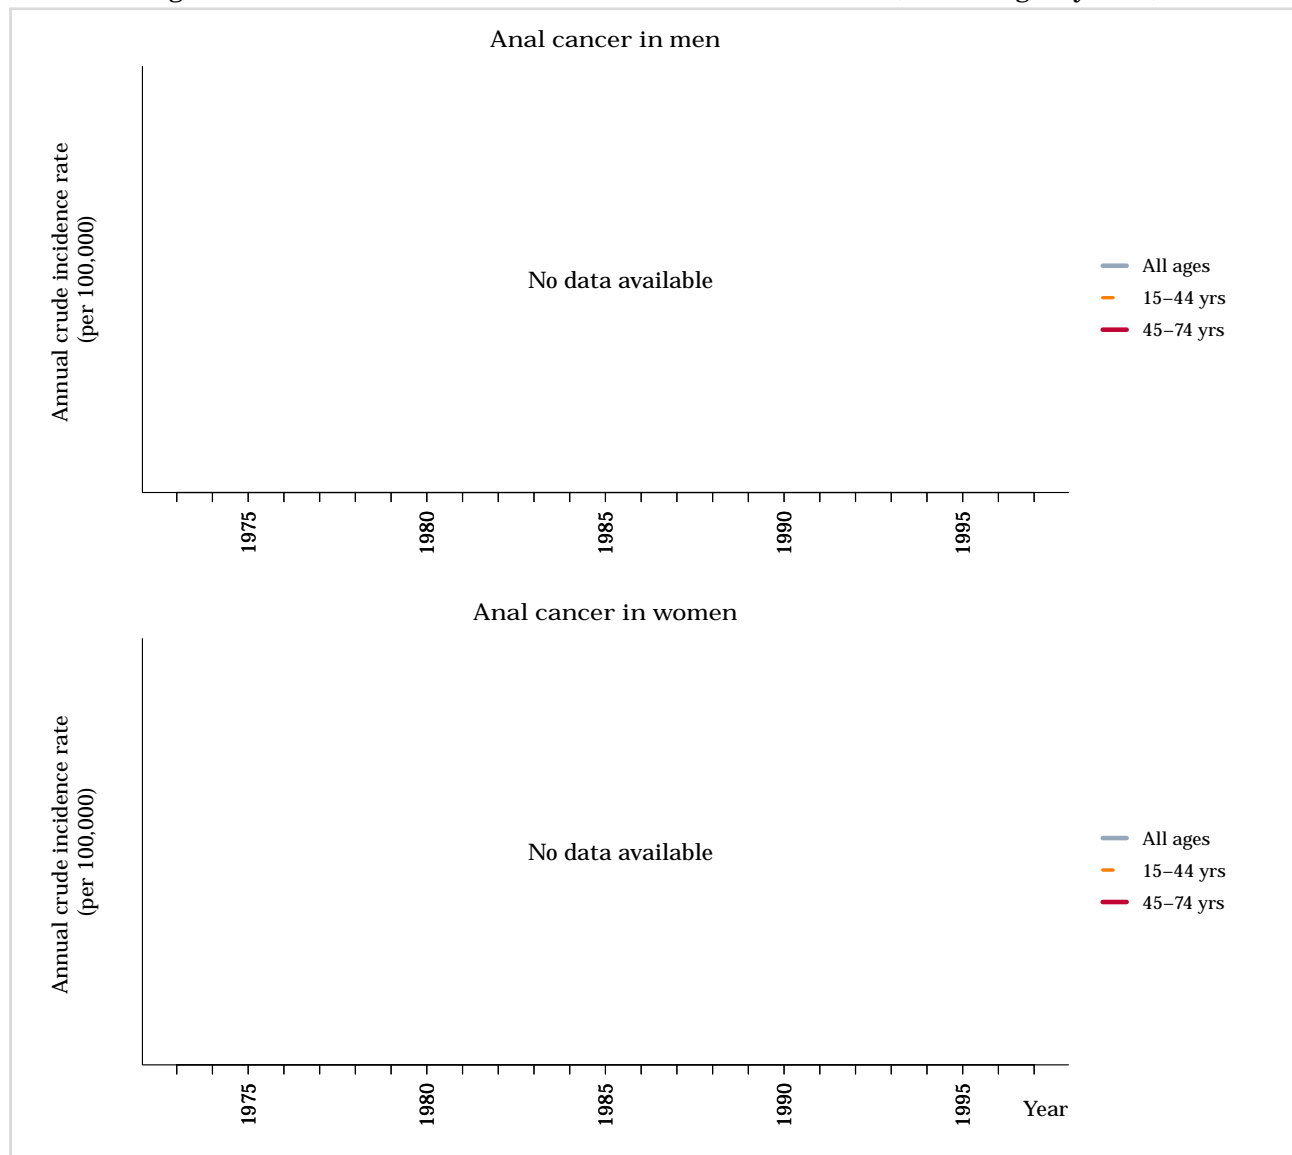 Anal cancer in men
Annual crude incidence rate
(per 100,000)
No data available
All ages
15–44 yrs
45–74 yrs
1975
1980
1985
1990
1995
Anal cancer in women
Annual crude incidence rate
(per 100,000)
No data available
All ages
15–44 yrs
45–74 yrs
1975
1980
1985
1990
1995
Year